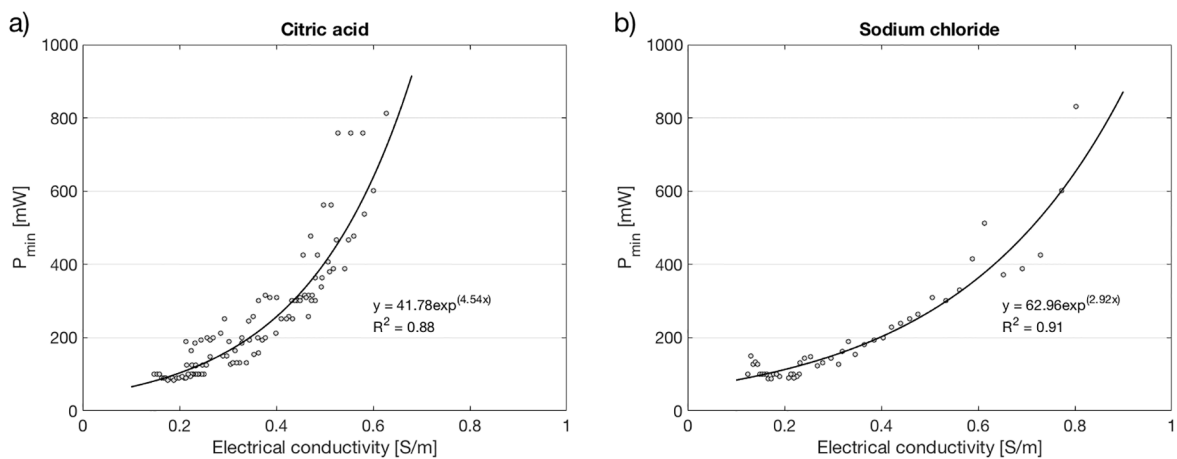 a)
Citric acid
1000
800
600
400
200
0
P_min [mW]
y = 41.78exp^(4.54x)
R² = 0.88
0 0.2 0.4 0.6 0.8 1
Electrical conductivity [S/m]
b)
Sodium chloride
1000
800
600
400
200
0
P_min [mW]
y = 62.96exp^(2.92x)
R² = 0.91
0 0.2 0.4 0.6 0.8 1
Electrical conductivity [S/m]